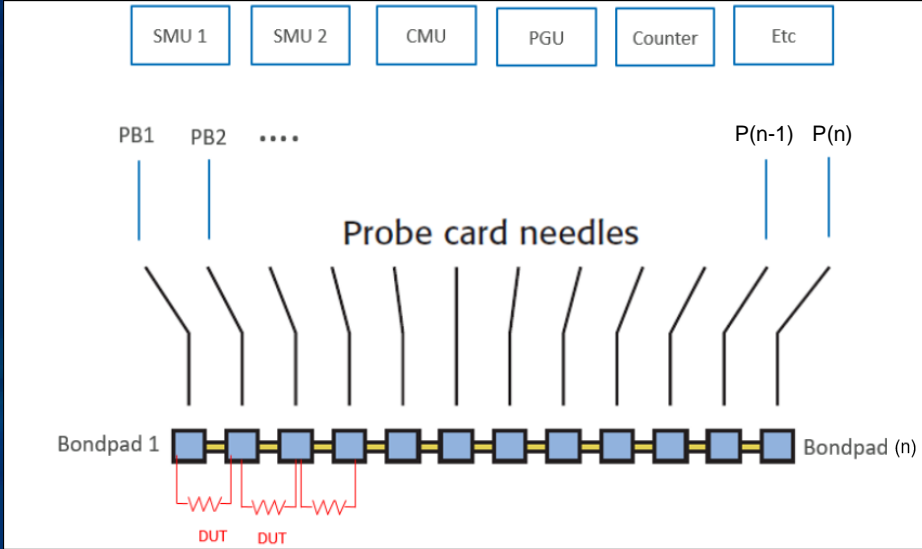 SMU 1 SMU 2 CMU PGU Counter Etc
PB1 PB2 .... P(n-1) P(n)
Probe card needles
Bondpad 1 Bondpad (n)
DUT DUT